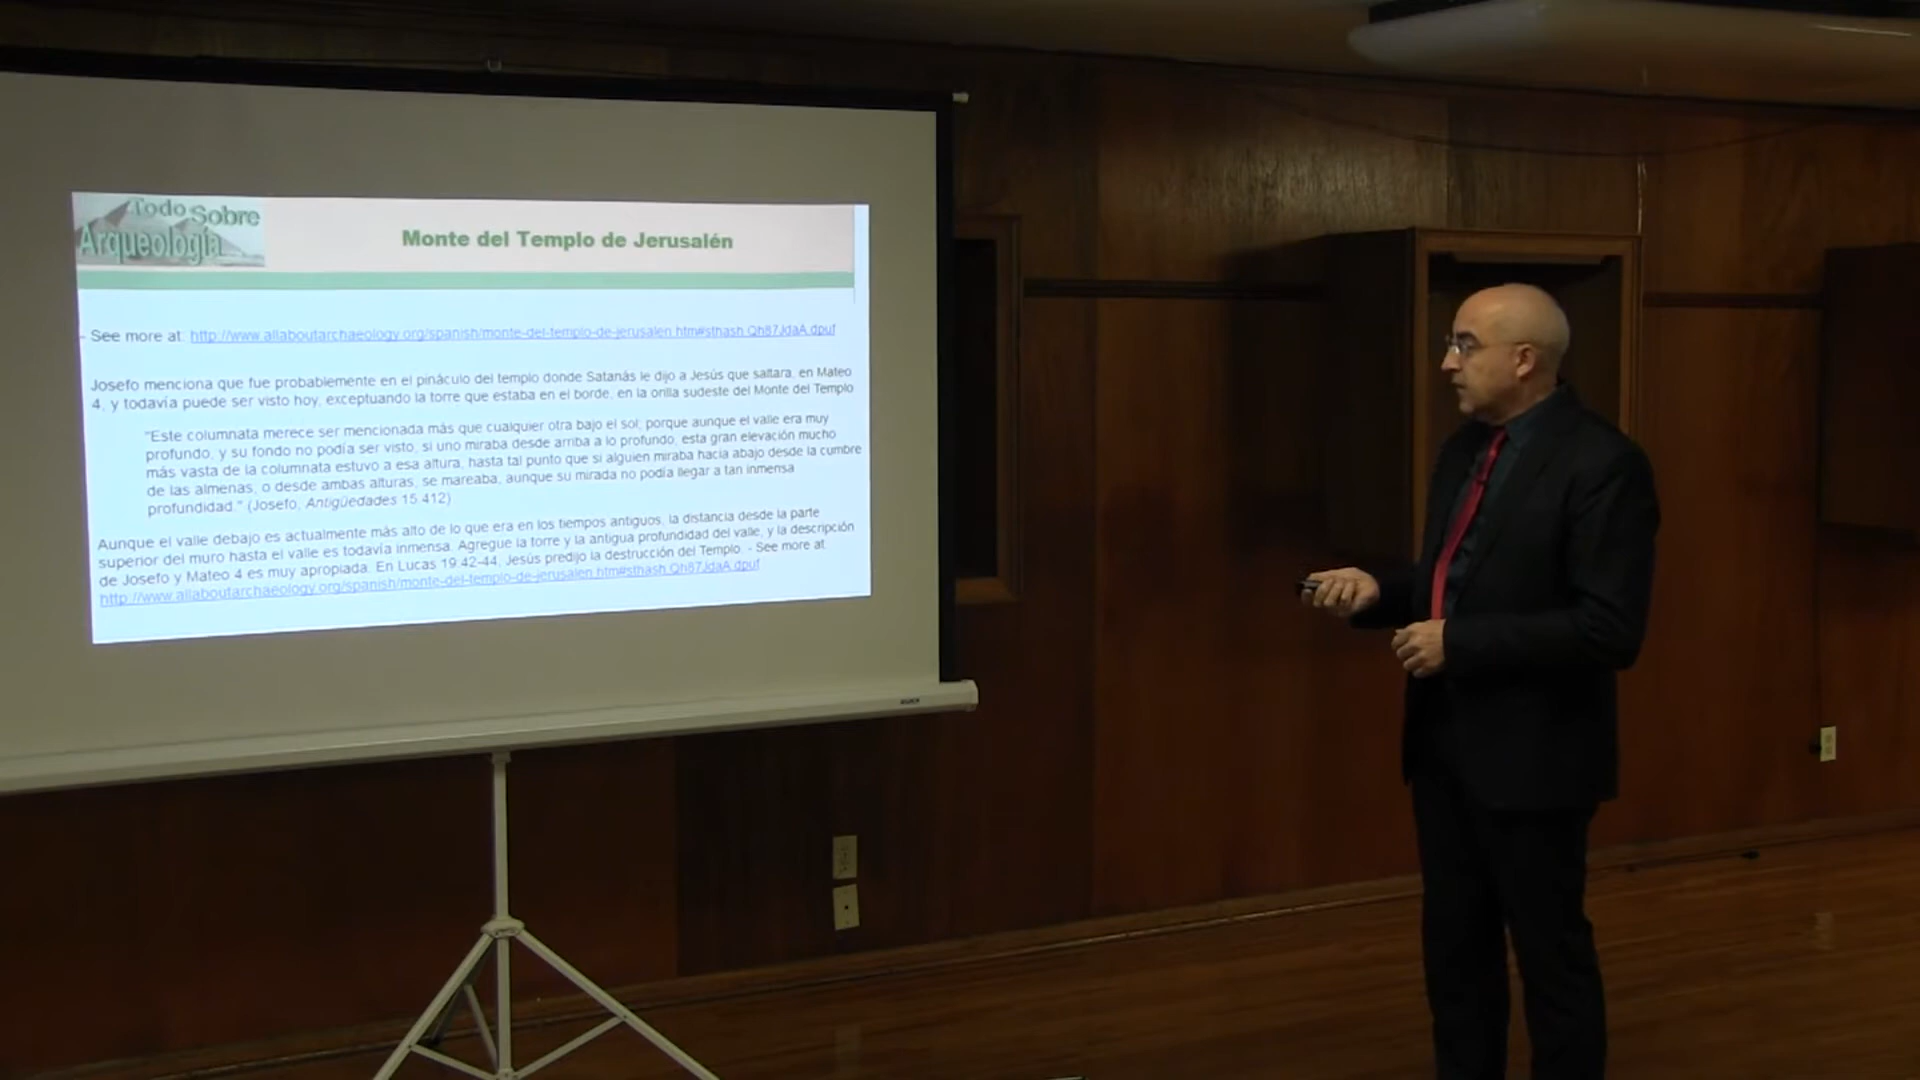 Todo Sobre
Arqueología
Monte del Templo de Jerusalén
- See more at: http://www.allaboutarchaeology.org/spanish/monte-del-templo-de-jerusalen.htm#sthash.Qh87JdaA.dpuf
Josefo menciona que fue probablemente en el pináculo del templo donde Satanás le dijo a Jesús que saltara, en Mateo
4, y todavía puede ser visto hoy, exceptuando la torre que estaba en el borde, en la orilla sudeste del Monte del Templo
"Este columnata merece ser mencionada más que cualquier otra bajo el sol; porque aunque el valle era muy
profundo, y su fondo no podía ser visto, si uno miraba desde arriba a lo profundo, esta gran elevación mucho
más vasta de la columnata estuvo a esa altura, hasta tal punto que si alguien miraba hacia abajo desde la cumbre
de las almenas, o desde ambas alturas, se mareaba, aunque su mirada no podía llegar a tan inmensa
profundidad." (Josefo, Antigüedades 15.412)
Aunque el valle debajo es actualmente más alto de lo que era en los tiempos antiguos, la distancia desde la parte
superior del muro hasta el valle es todavía inmensa. Agregue la torre y la antigua profundidad del valle, y la descripción
de Josefo y Mateo 4 es muy apropiada. En Lucas 19:42-44, Jesús predijo la destrucción del Templo. - See more at:
http://www.allaboutarchaeology.org/spanish/monte-del-templo-de-jerusalen.htm#sthash.Qh87JdaA.dpuf